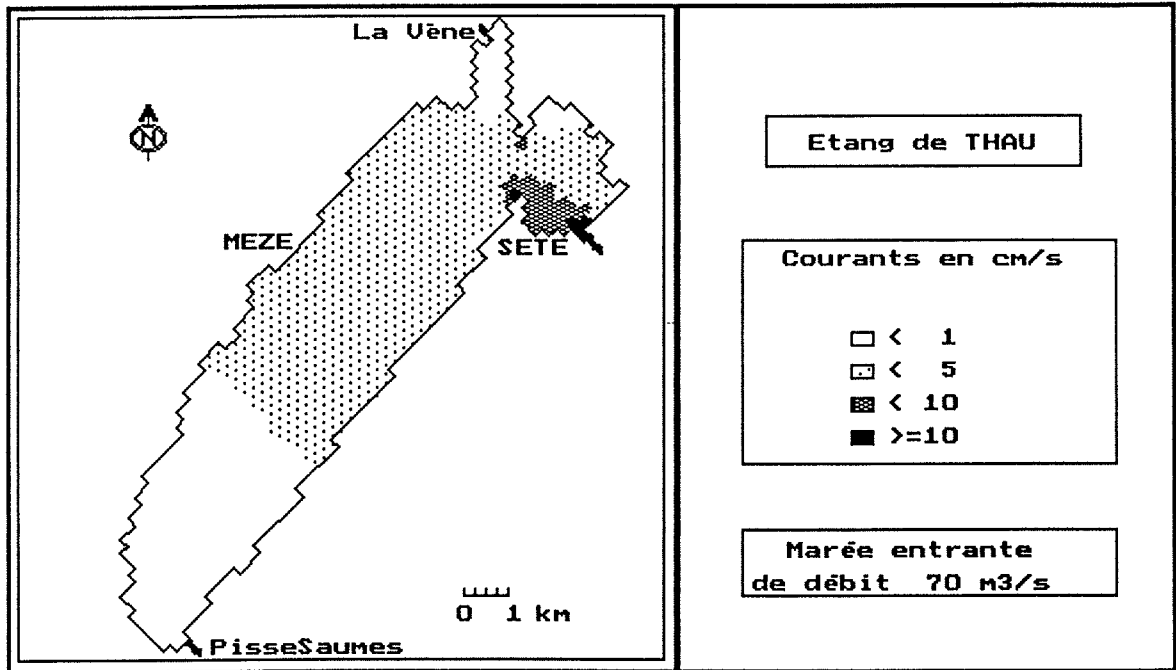 La Vène
N
MEZE
SETE
0 1 km
PisseSaumes
Etang de THAU
Courants en cm/s
< 1
< 5
< 10
>=10
Marée entrante
de débit 70 m3/s